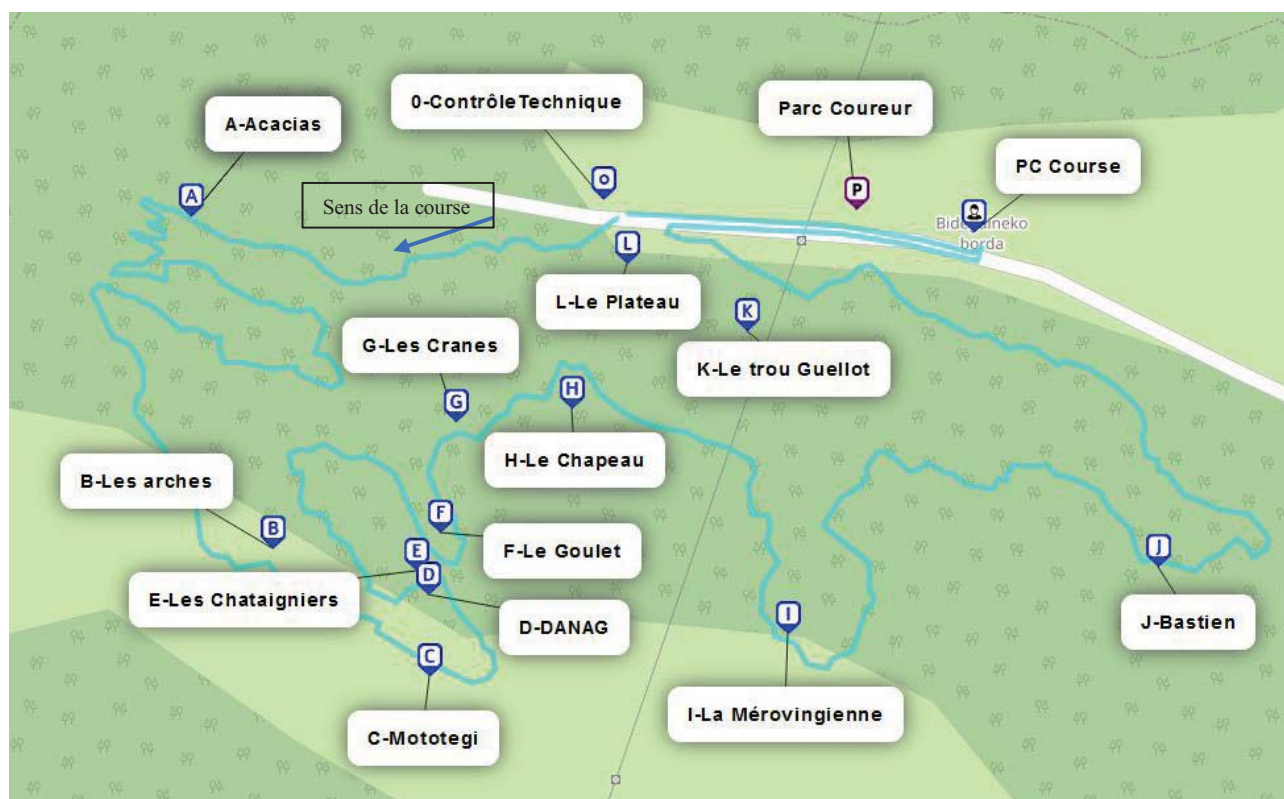 0-ContrôleTechnique
Parc Coureur
A-Acacias
PC Course
O
P
A
Sens de la course
L
borda
L-Le Plateau
K
G-Les Cranes
K-Le trou Guellot
H
G
H-Le Chapeau
B-Les arches
F
B
F-Le Goulet
E
J
D
E-Les Chataigniers
I
J-Bastien
D-DANAG
C
I-La Mérovingienne
C-Mototegi